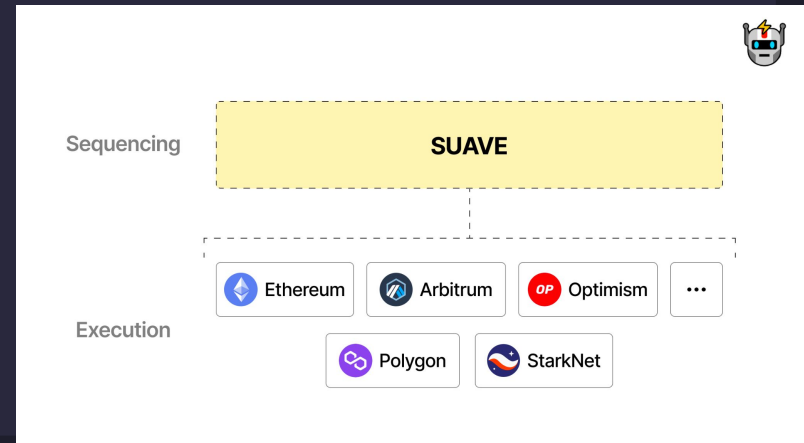 Sequencing
SUAVE
Ethereum
Arbitrum
OP Optimism
...
Execution
Polygon
StarkNet